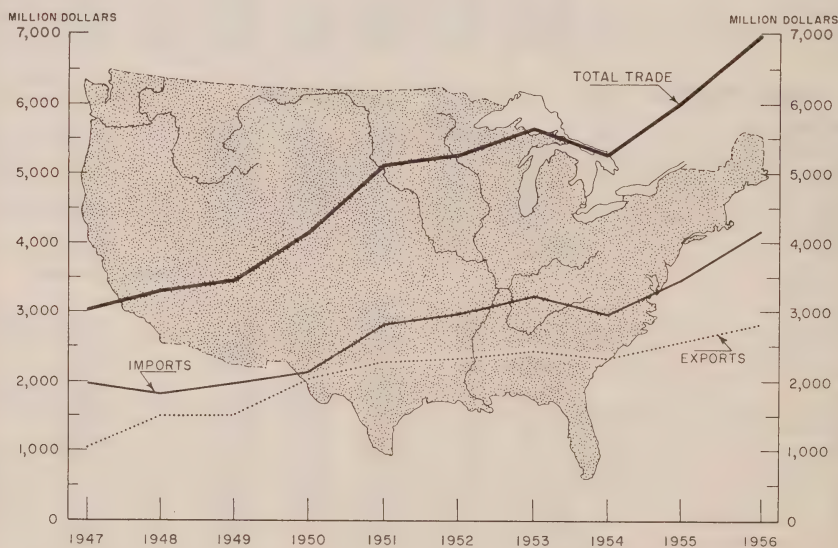 MILLION DOLLARS
MILLION DOLLARS
7,000
7,000
TOTAL TRADE
6,000
6,000
5,000
5,000
4,000
4,000
3,000
3,000
IMPORTS
EXPORTS
2,000
2,000
1,000
1,000
0
0
1947 1948 1949 1950 1951 1952 1953 1954 1955 1956